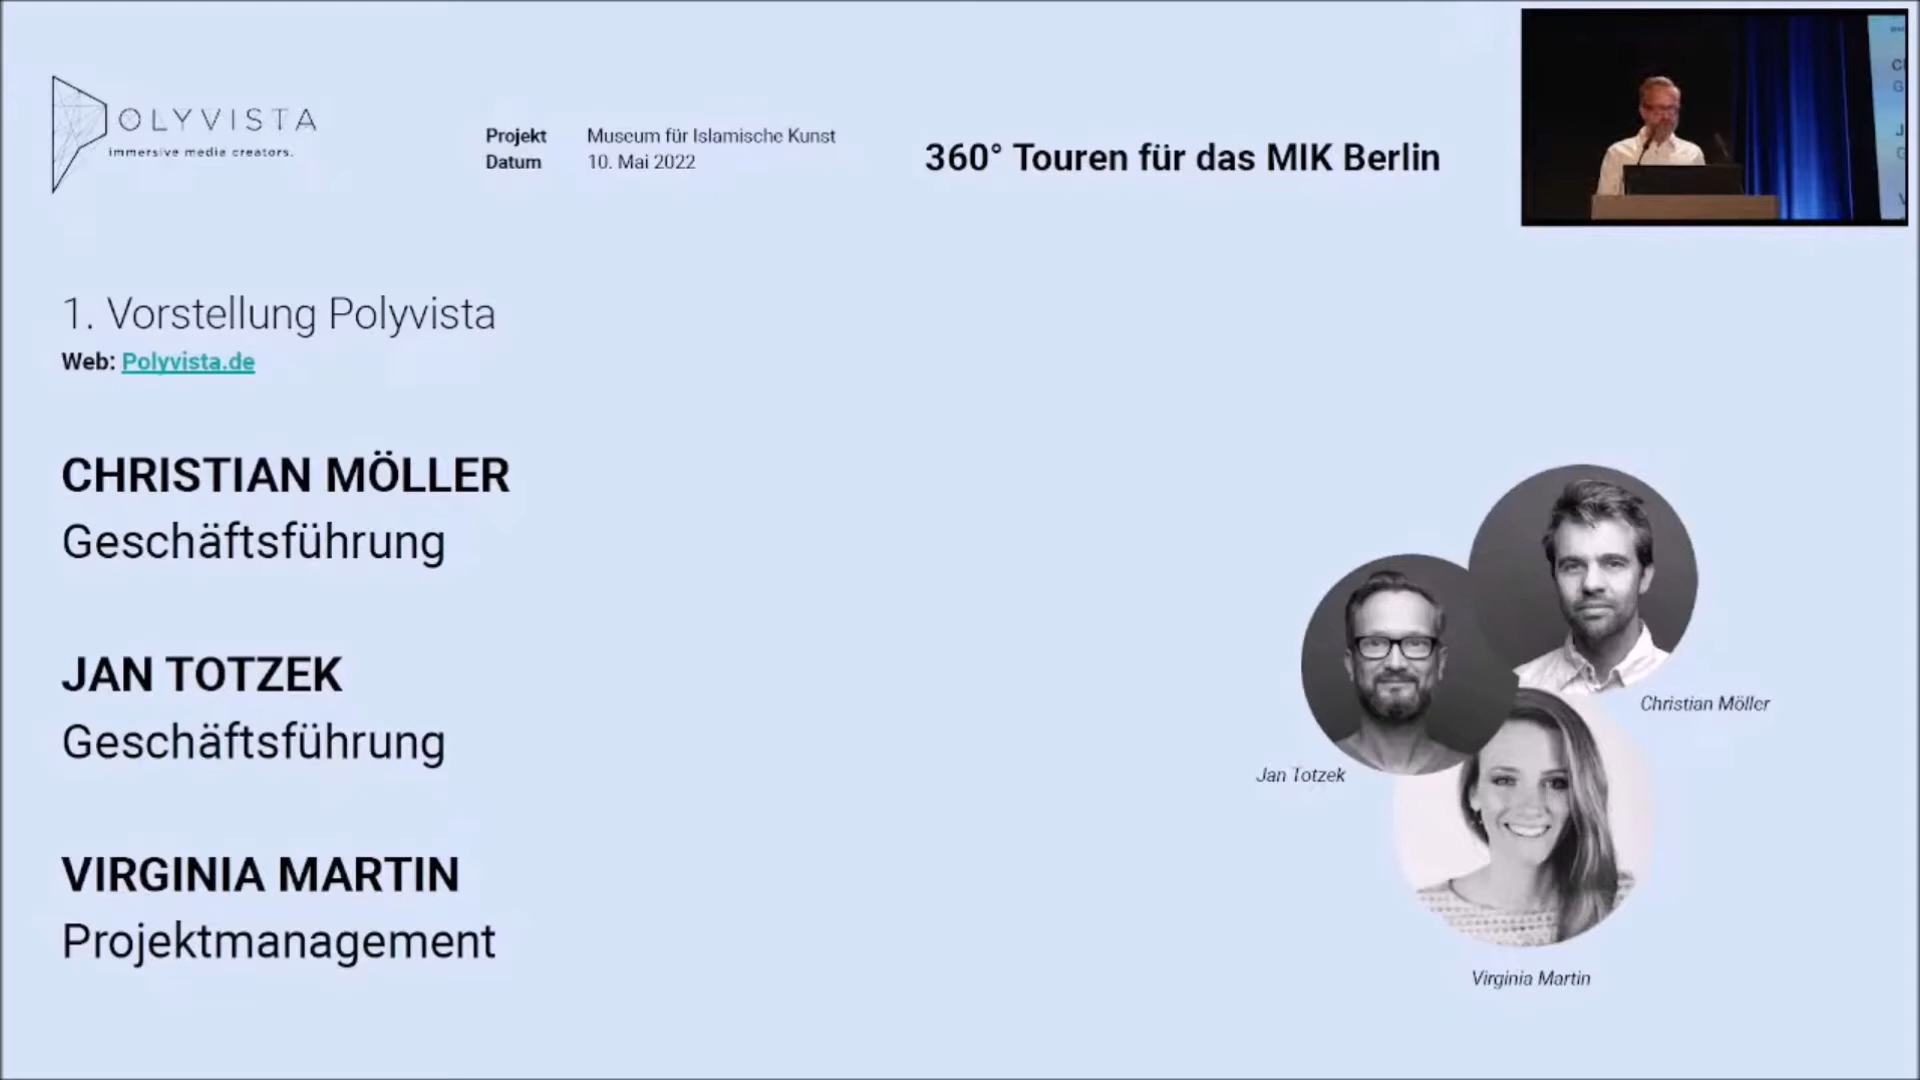 POLYVISTA
immersive media creators.
Projekt Museum für Islamische Kunst
Datum 10. Mai 2022
360° Touren für das MIK Berlin
1. Vorstellung Polyvista
Web: Polyvista.de
CHRISTIAN MÖLLER
Geschäftsführung
JAN TOTZEK
Geschäftsführung
VIRGINIA MARTIN
Projektmanagement
Christian Möller
Jan Totzek
Virginia Martin